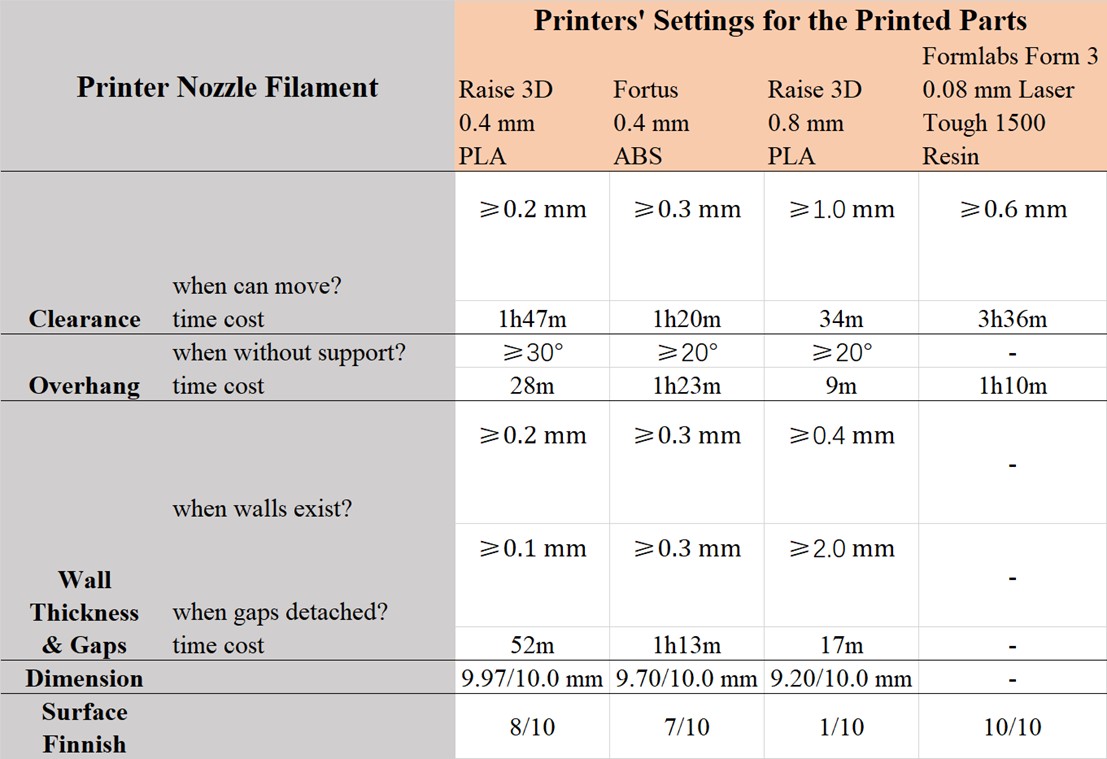 Printers' Settings for the Printed Parts
Printer Nozzle Filament
Raise 3D
0.4 mm
PLA
Fortus
0.4 mm
ABS
Raise 3D
0.8 mm
PLA
Formlabs Form 3
0.08 mm Laser
Tough 1500
Resin
Clearance
when can move? ⩾0.2 mm ⩾0.3 mm ⩾1.0 mm ⩾0.6 mm
time cost 1h47m 1h20m 34m 3h36m
Overhang
when without support? ⩾30° ⩾20° ⩾20° -
time cost 28m 1h23m 9m 1h10m
Wall
Thickness
& Gaps
when walls exist? ⩾0.2 mm ⩾0.3 mm ⩾0.4 mm -
when gaps detached? ⩾0.1 mm ⩾0.3 mm ⩾2.0 mm -
time cost 52m 1h13m 17m -
Dimension 9.97/10.0 mm 9.70/10.0 mm 9.20/10.0 mm -
Surface
Finnish 8/10 7/10 1/10 10/10